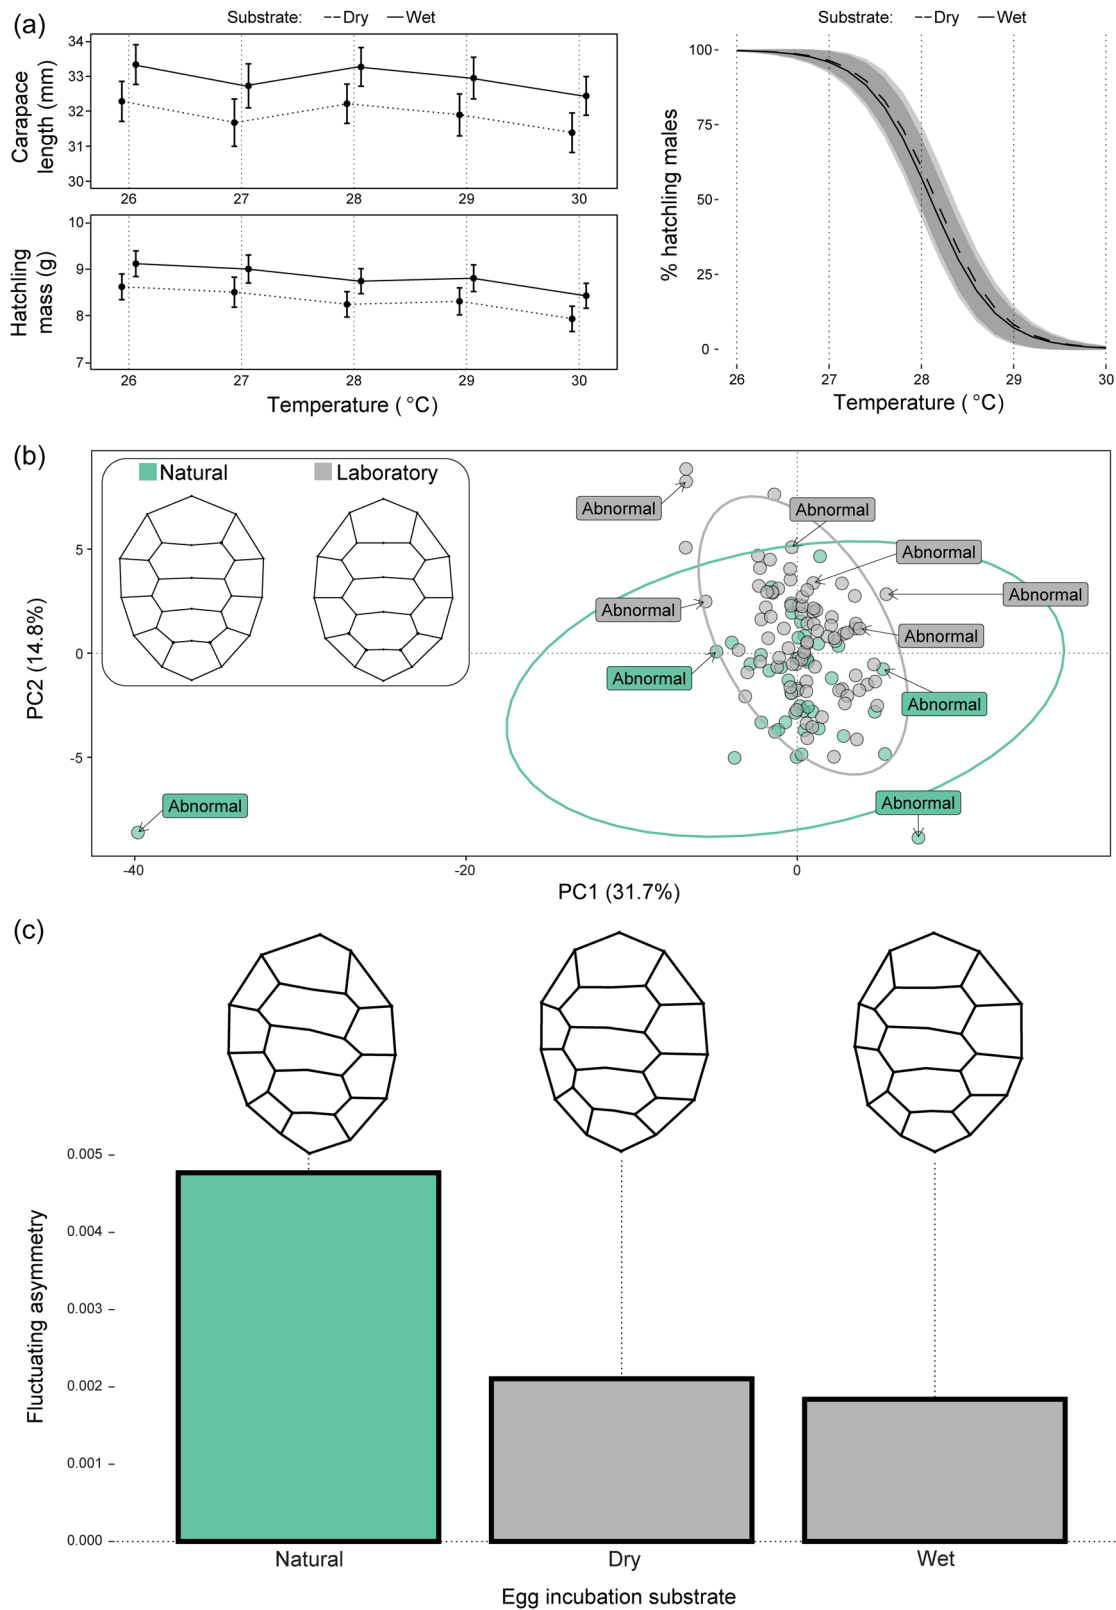 (a)
Substrate: Dry Wet
34
33
32
31
30
Carapace
length (mm)
26 27 28 29 30
10
9
8
7
Hatchling
mass (g)
26 27 28 29 30
Temperature ( °C)
Substrate: Dry Wet
100
75
50
25
0
% hatchling males
26 27 28 29 30
Temperature ( °C)
(b)
Natural Laboratory
Abnormal
Abnormal
Abnormal
Abnormal
Abnormal
Abnormal
Abnormal
Abnormal
Abnormal
Abnormal
5
0
-5
PC2 (14.8%)
-40 -20 0
PC1 (31.7%)
(c)
0.005
0.004
0.003
0.002
0.001
0.000
Fluctuating asymmetry
Natural Dry Wet
Egg incubation substrate